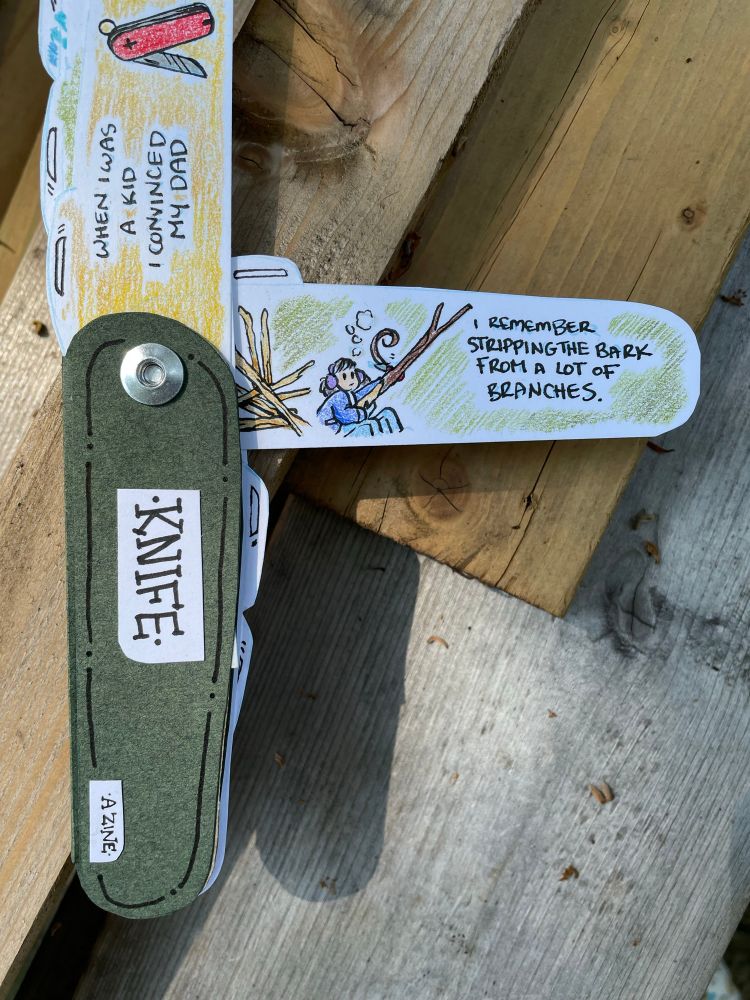 ·KNIFE·
·A ZINE·
WHEN I WAS
A KID
I CONVINCED
MY DAD
I REMEMBER
STRIPPING THE BARK
FROM A LOT OF
BRANCHES.